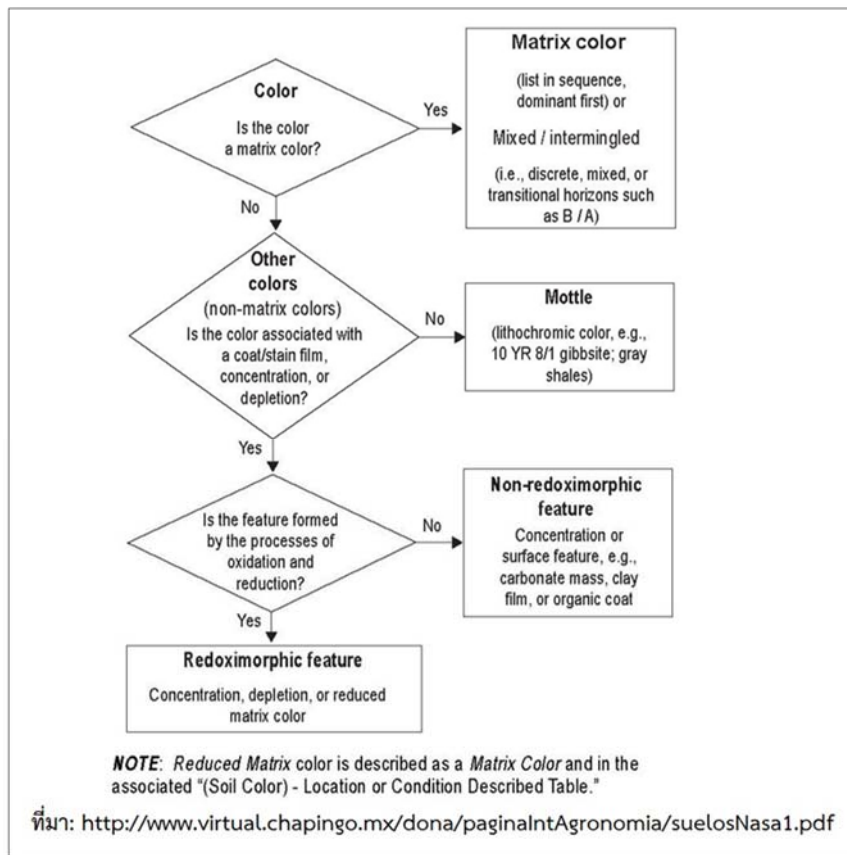 Color
Is the color
a matrix color?
Yes
Matrix color
(list in sequence,
dominant first) or
Mixed / intermingled
(i.e., discrete, mixed, or
transitional horizons such
as B / A)
No
Other
colors
(non-matrix colors)
Is the color associated with
a coat/stain film,
concentration, or
depletion?
No
Mottle
(lithochromic color, e.g.,
10 YR 8/1 gibbsite; gray
shales)
Yes
Is the feature formed
by the processes of
oxidation and
reduction?
No
Non-redoximorphic
feature
Concentration or
surface feature, e.g.,
carbonate mass, clay
film, or organic coat
Yes
Redoximorphic feature
Concentration, depletion, or reduced
matrix color
NOTE: Reduced Matrix color is described as a Matrix Color and in the
associated “(Soil Color) - Location or Condition Described Table.”
ที่มา: http://www.virtual.chapingo.mx/dona/paginaIntAgronomia/suelosNasa1.pdf